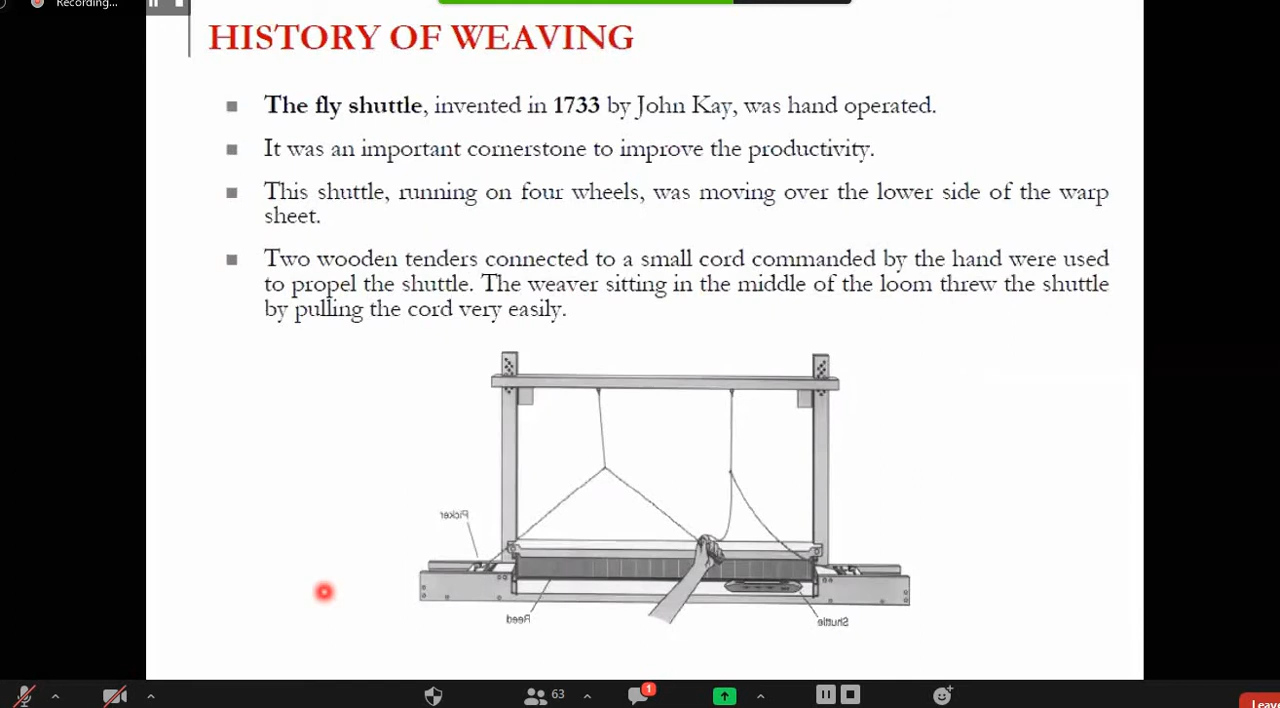 Recording...
HISTORY OF WEAVING
The fly shuttle, invented in 1733 by John Kay, was hand operated.
It was an important cornerstone to improve the productivity.
This shuttle, running on four wheels, was moving over the lower side of the warp
sheet.
Two wooden tenders connected to a small cord commanded by the hand were used
to propel the shuttle. The weaver sitting in the middle of the loom threw the shuttle
by pulling the cord very easily.
Picker
Reed
Shuttle
63
1
Leave